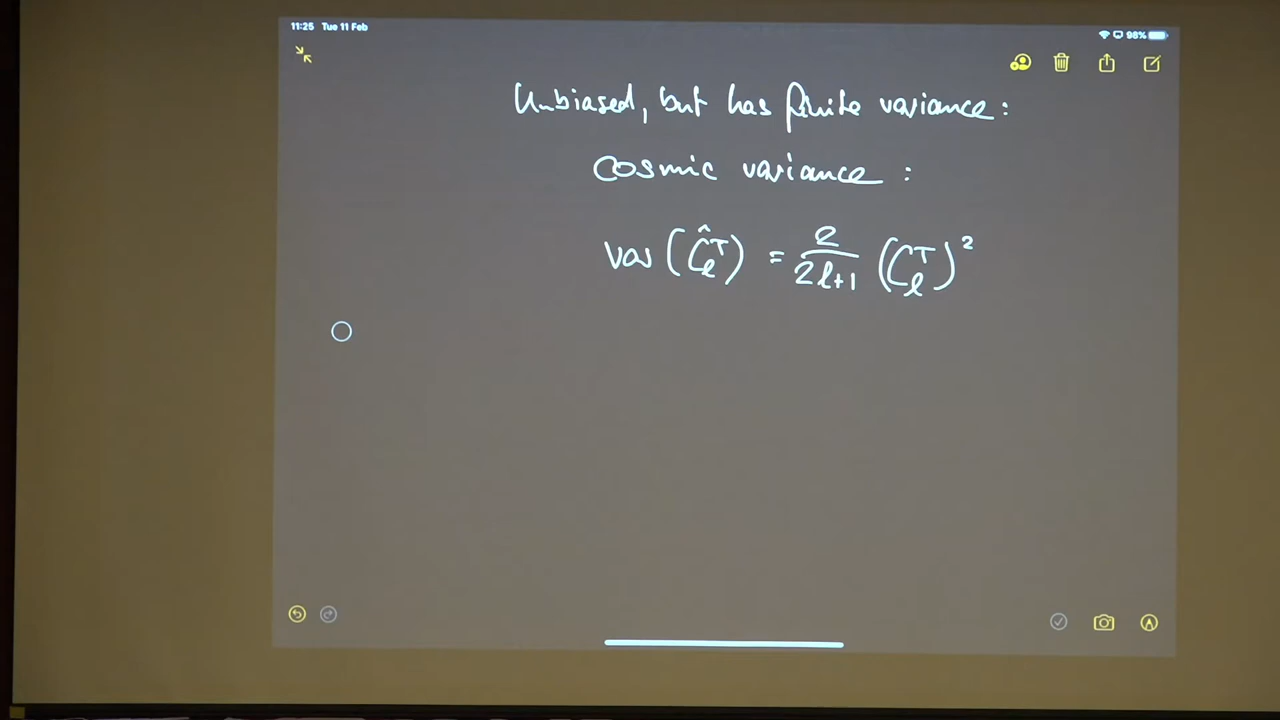 11:25 Tue 11 Feb
98%
Unbiased, but has finite variance:
Cosmic variance:
var(Ĉ_ℓ^T) = 2/(2ℓ+1) (C_ℓ^T)²